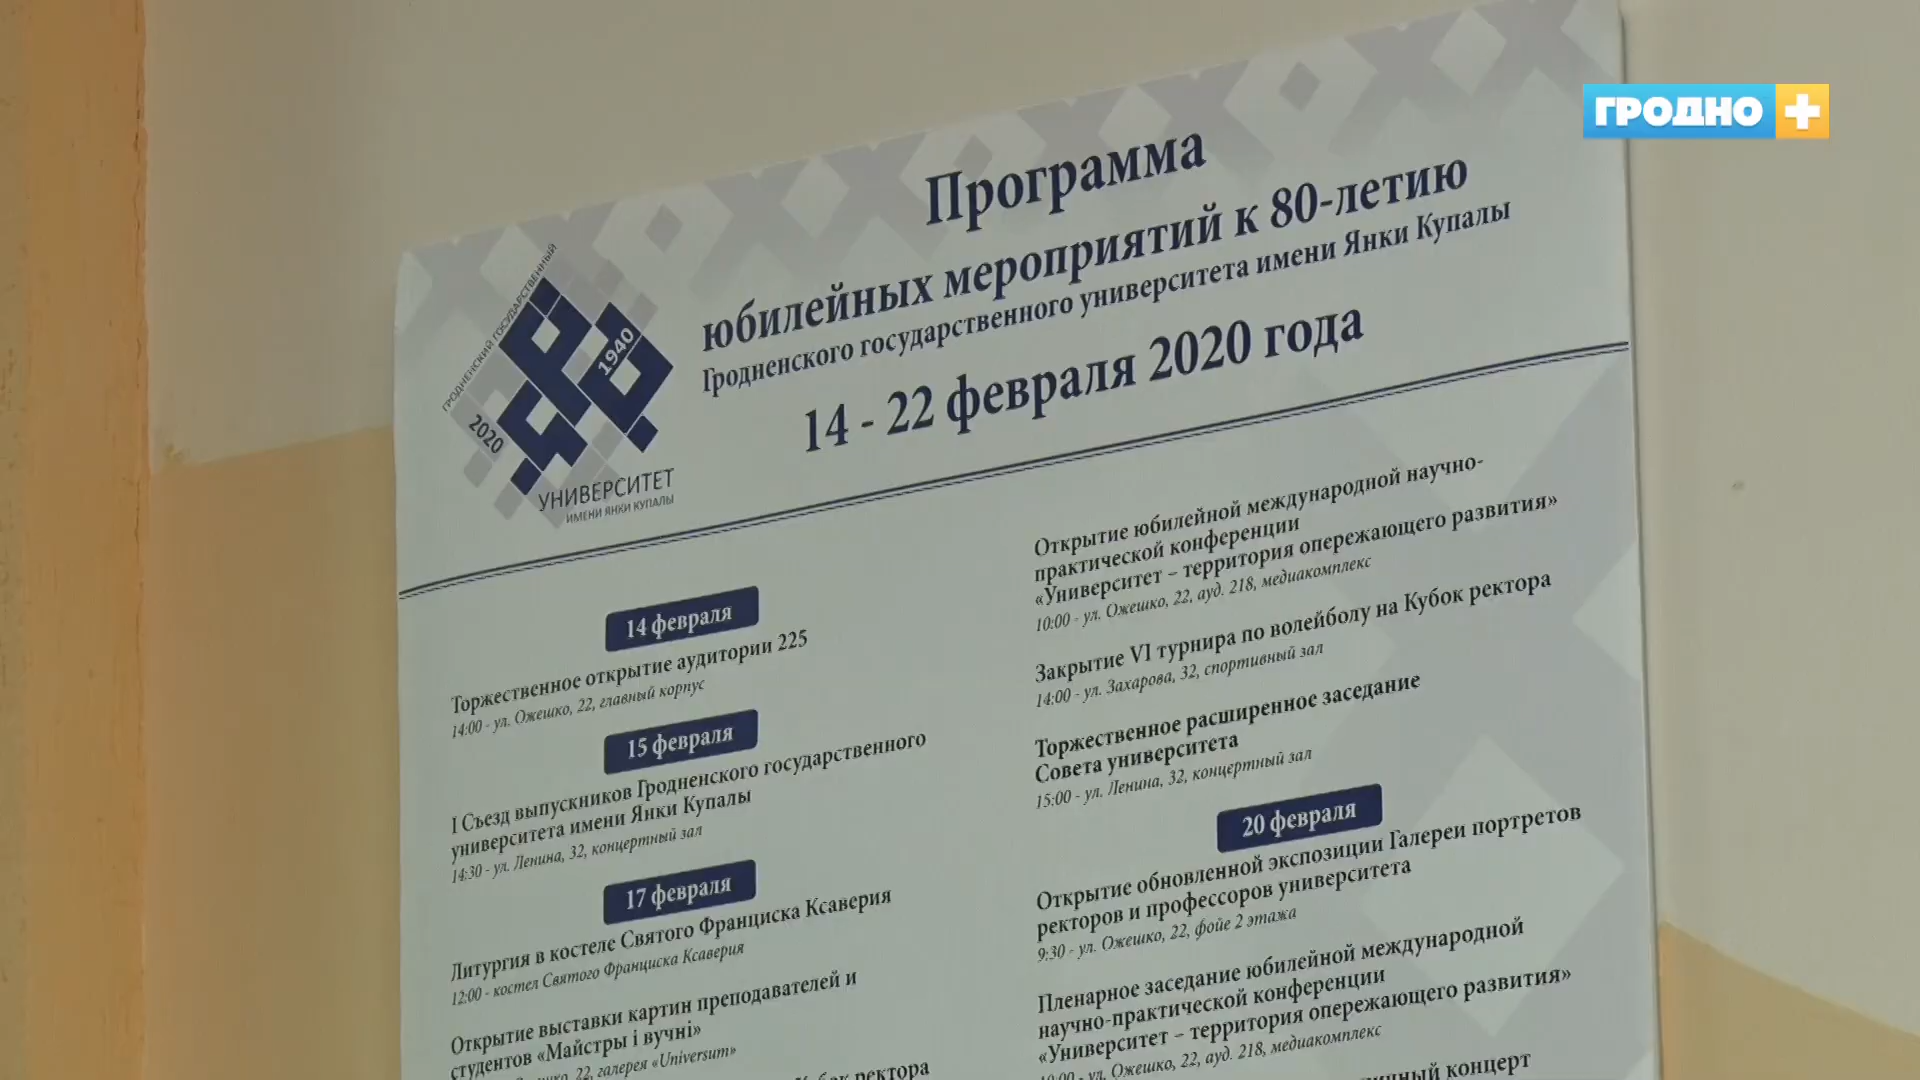 ГРОДНО +
Программа
юбилейных мероприятий к 80-летию
Гродненского государственного университета имени Янки Купалы
14 - 22 февраля 2020 года
ГРОДНЕНСКИЙ ГОСУДАРСТВЕННЫЙ
1940
2020
УНИВЕРСИТЕТ
ИМЕНИ ЯНКИ КУПАЛЫ
14 февраля
Торжественное открытие аудитории 225
14:00 - ул. Ожешко, 22, главный корпус
15 февраля
I Съезд выпускников Гродненского государственного
университета имени Янки Купалы
14:30 - ул. Ленина, 32, концертный зал
17 февраля
Литургия в костеле Святого Франциска Ксаверия
12:00 - костел Святого Франциска Ксаверия
Открытие выставки картин преподавателей и
студентов «Майстры і вучні»
22, галерея «Universum»
ректора
Открытие юбилейной международной научно-
практической конференции
«Университет – территория опережающего развития»
10:00 - ул. Ожешко, 22, ауд. 218, медиакомплекс
Закрытие VI турнира по волейболу на Кубок ректора
14:00 - ул. Захарова, 32, спортивный зал
Торжественное расширенное заседание
Совета университета
15:00 - ул. Ленина, 32, концертный зал
20 февраля
Открытие обновленной экспозиции Галереи портретов
ректоров и профессоров университета
9:30 - ул. Ожешко, 22, фойе 2 этажа
Пленарное заседание юбилейной международной
научно-практической конференции
«Университет – территория опережающего развития»
10:00 - ул. Ожешко, 22, ауд. 218, медиакомплекс
концерт